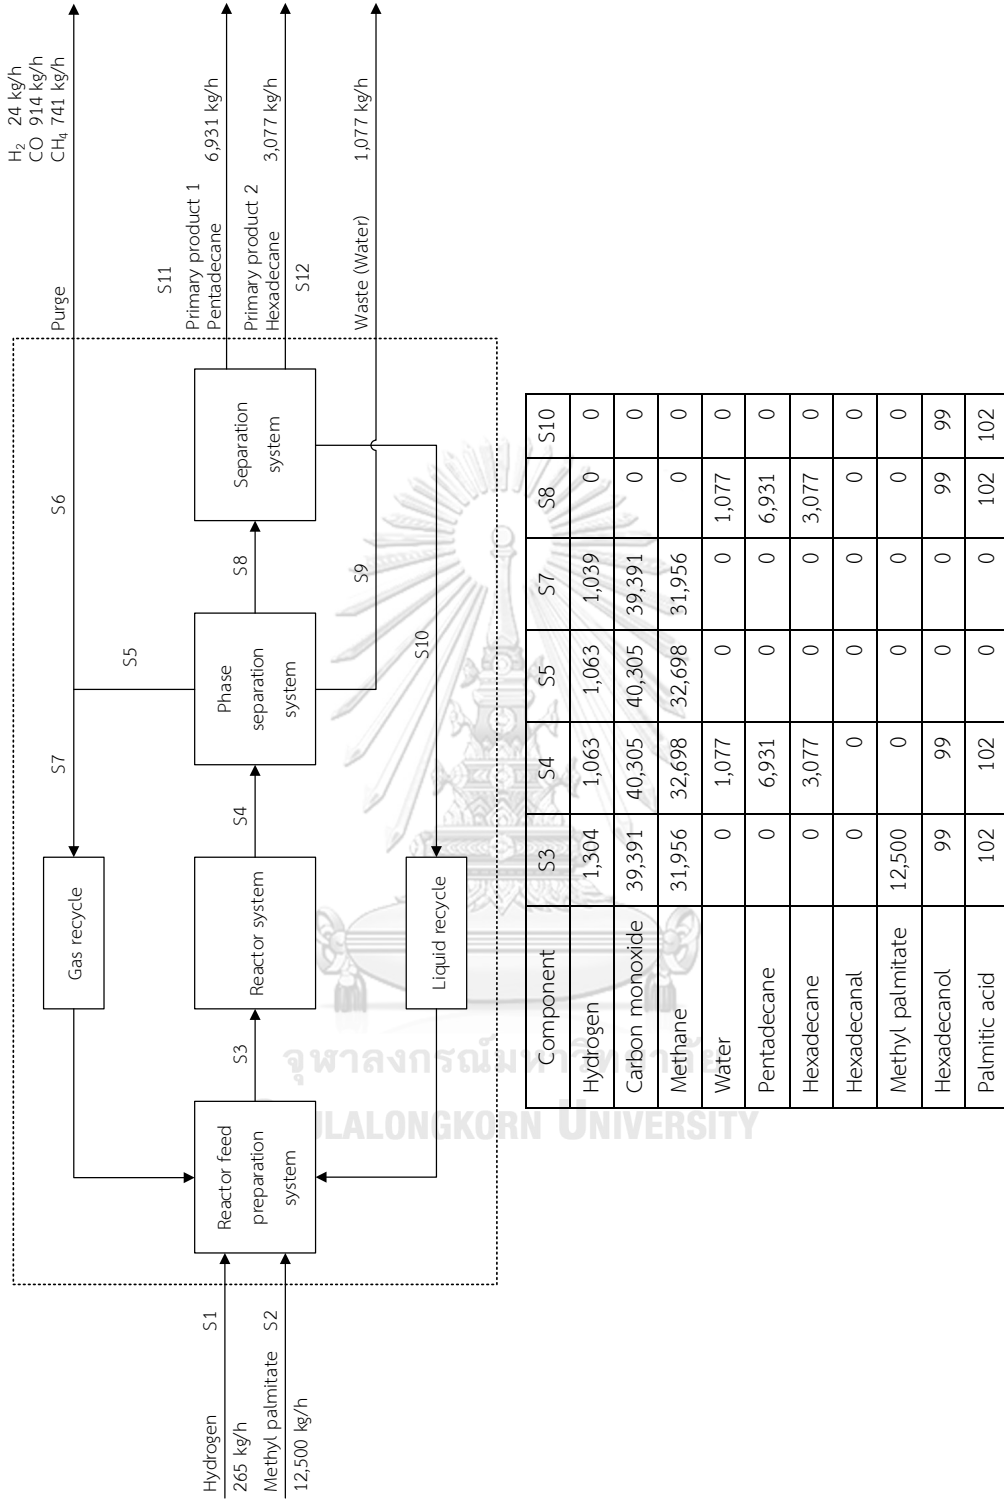 Hydrogen
265 kg/h
S1
Methyl palmitate
12,500 kg/h
S2
Reactor feed
preparation
system
S3
Gas recycle
Reactor system
Liquid recycle
S4
S7
S5
Phase
separation
system
S8
S9
S10
Separation
system
S6
Purge
H₂ 24 kg/h
CO 914 kg/h
CH₄ 741 kg/h
S11
Primary product 1
Pentadecane
6,931 kg/h
Primary product 2
Hexadecane
3,077 kg/h
S12
Waste (Water)
1,077 kg/h
Component S3 S4 S5 S7 S8 S10
Hydrogen 1,304 1,063 1,063 1,039 0 0
Carbon monoxide 39,391 40,305 40,305 39,391 0 0
Methane 31,956 32,698 32,698 31,956 0 0
Water 0 1,077 0 0 1,077 0
Pentadecane 0 6,931 0 0 6,931 0
Hexadecane 0 3,077 0 0 3,077 0
Hexadecanal 0 0 0 0 0 0
Methyl palmitate 12,500 0 0 0 0 0
Hexadecanol 99 99 0 0 99 99
Palmitic acid 102 102 0 0 102 102
จุฬาลงกรณ์มหาวิทยาลัย
ULALONGKORN UNIVERSITY